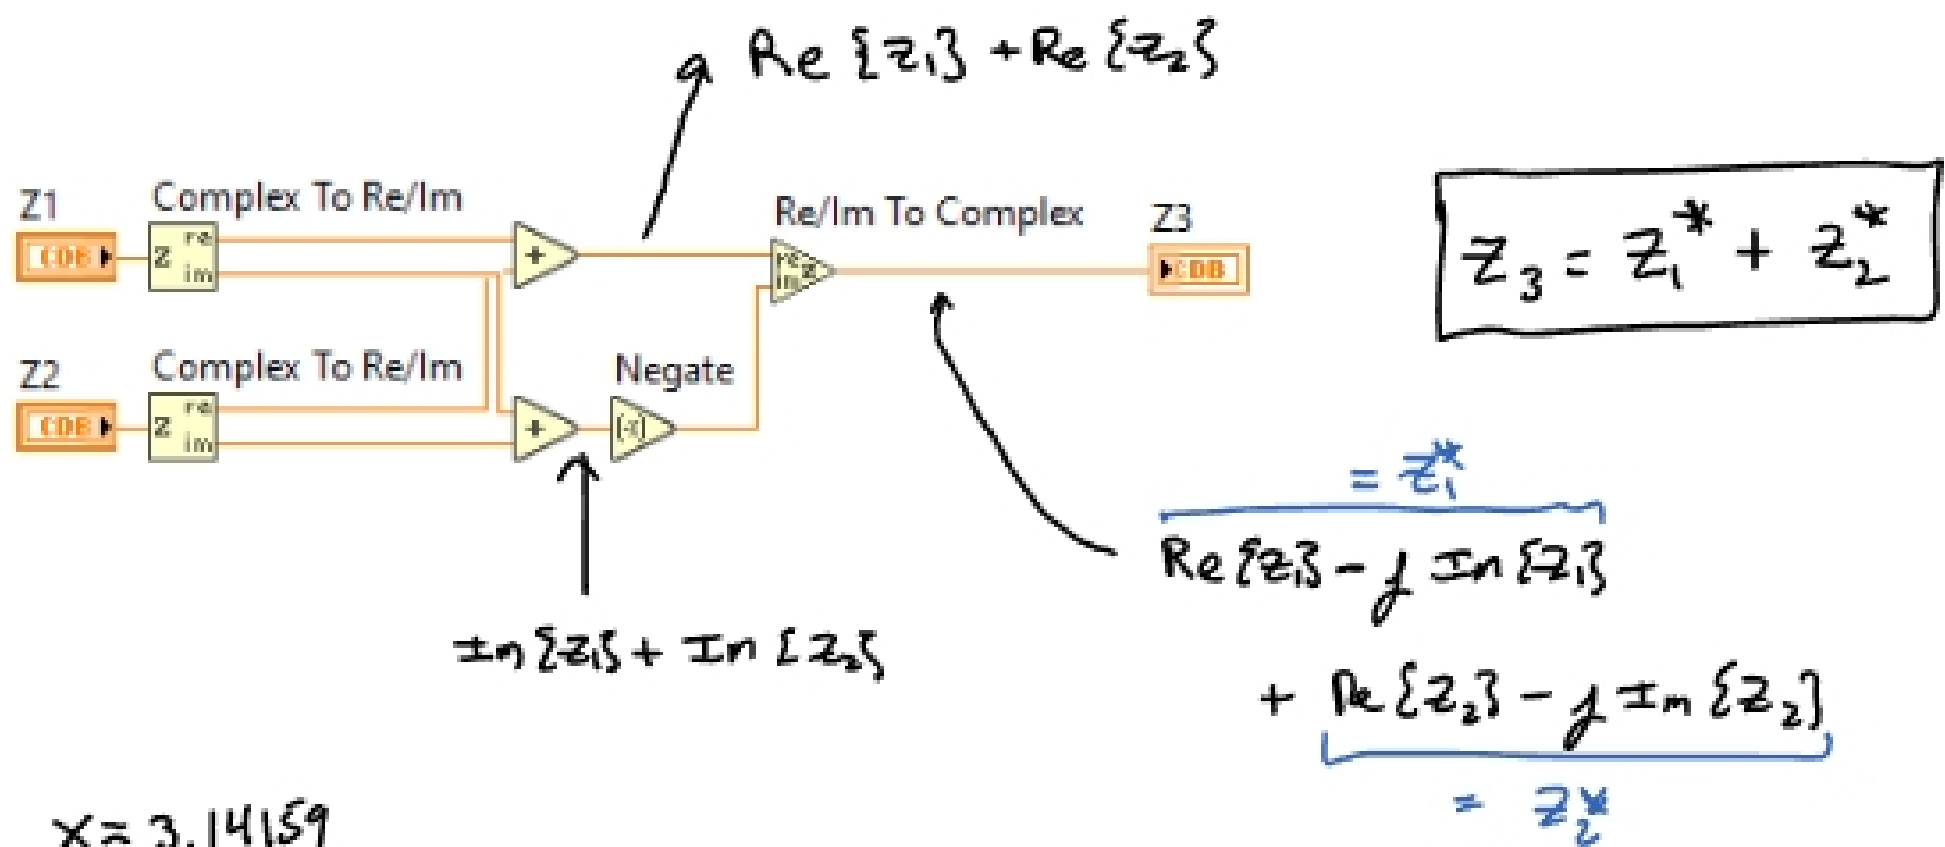 Re {z₁} + Re {z₂}
Z1
Complex To Re/Im
CDB
z re im
+
Re/Im To Complex
re im z
Z3
CDB
z₃ = z₁* + z₂*
Z2
Complex To Re/Im
CDB
z re im
+
Negate
= z₁*
Re {z₁} - j Im {z₁}
Im {z₁} + Im {z₂}
+ Re {z₂} - j Im {z₂}
= z₂*
x = 3.14159